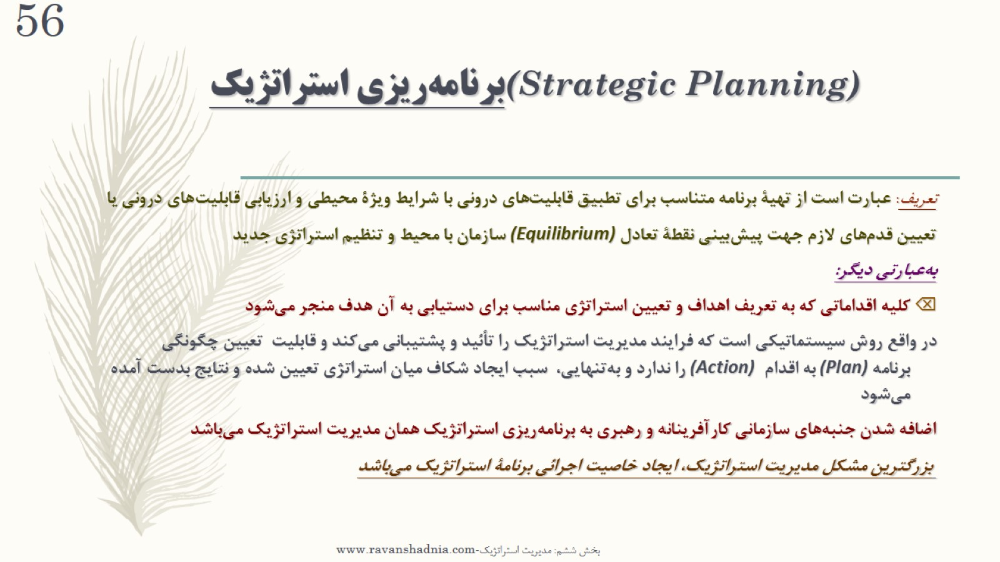 56
برنامه‌ریزی استراتژیک(Strategic Planning)
تعریف: عبارت است از تهیۀ برنامه متناسب برای تطبیق قابلیت‌های درونی با شرایط ویژۀ محیطی و ارزیابی قابلیت‌های درونی یا
تعیین قدم‌های لازم جهت پیش‌بینی نقطۀ تعادل (Equilibrium) سازمان با محیط و تنظیم استراتژی جدید
به‌عبارتی دیگر:
⌫ کلیه اقداماتی که به تعریف اهداف و تعیین استراتژی مناسب برای دستیابی به آن هدف منجر می‌شود
در واقع روش سیستماتیکی است که فرایند مدیریت استراتژیک را تأئید و پشتیبانی می‌کند و قابلیت تعیین چگونگی
برنامه (Plan) به اقدام (Action) را ندارد و به‌تنهایی، سبب ایجاد شکاف میان استراتژی تعیین شده و نتایج بدست آمده
می‌شود
اضافه شدن جنبه‌های سازمانی کارآفرینانه و رهبری به برنامه‌ریزی استراتژیک همان مدیریت استراتژیک می‌باشد
بزرگترین مشکل مدیریت استراتژیک، ایجاد خاصیت اجرائی برنامۀ استراتژیک می‌باشد
بخش ششم: مدیریت استراتژیک-www.ravanshadnia.com